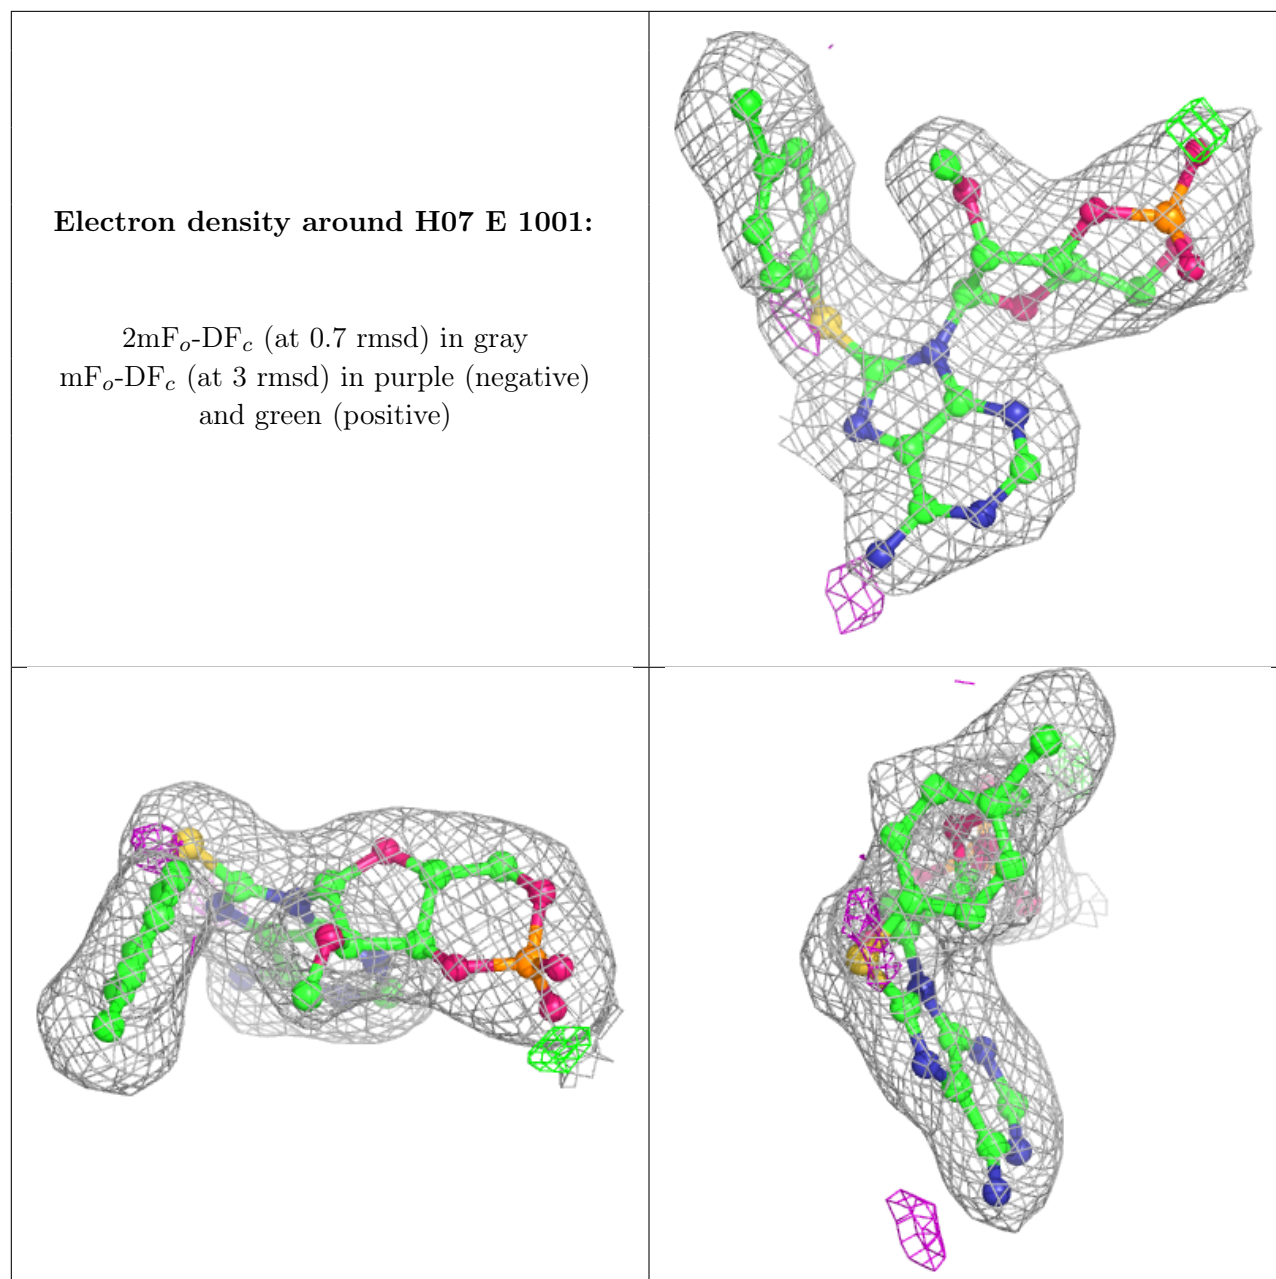 Electron density around H07 E 1001:
2mFo-DFc (at 0.7 rmsd) in gray
mFo-DFc (at 3 rmsd) in purple (negative)
and green (positive)